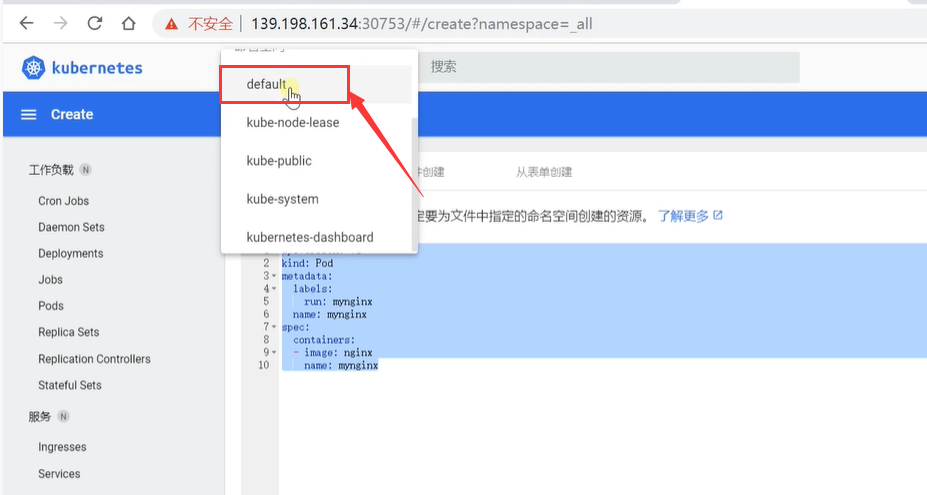 不安全 139.198.161.34:30753/#/create?namespace=_all
kubernetes
搜索
Create
default
kube-node-lease
kube-public
kube-system
kubernetes-dashboard
创建
从表单创建
定要为文件中指定的命名空间创建的资源。 了解更多
工作负载 N
Cron Jobs
Daemon Sets
Deployments
Jobs
Pods
Replica Sets
Replication Controllers
Stateful Sets
服务 N
Ingresses
Services
2 kind: Pod
3 metadata:
4 labels:
5 run: mynginx
6 name: mynginx
7 spec:
8 containers:
9 - image: nginx
10 name: mynginx